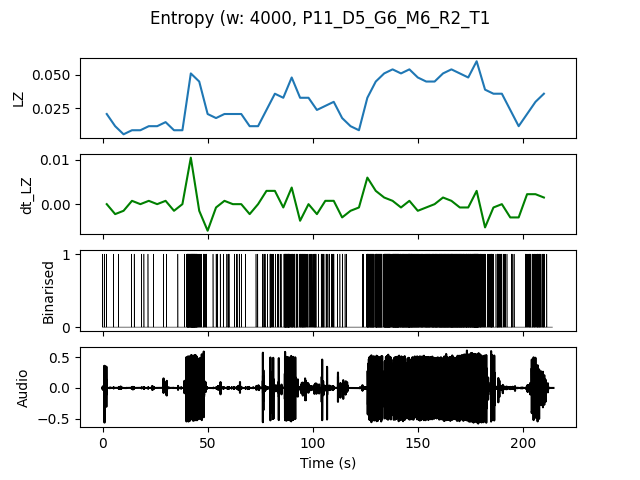 Entropy (w: 4000, P11_D5_G6_M6_R2_T1
0.050
0.025
LZ
0.01
0.00
dt_LZ
1
0
Binarised
0.5
0.0
−0.5
Audio
0
50
100
150
200
Time (s)